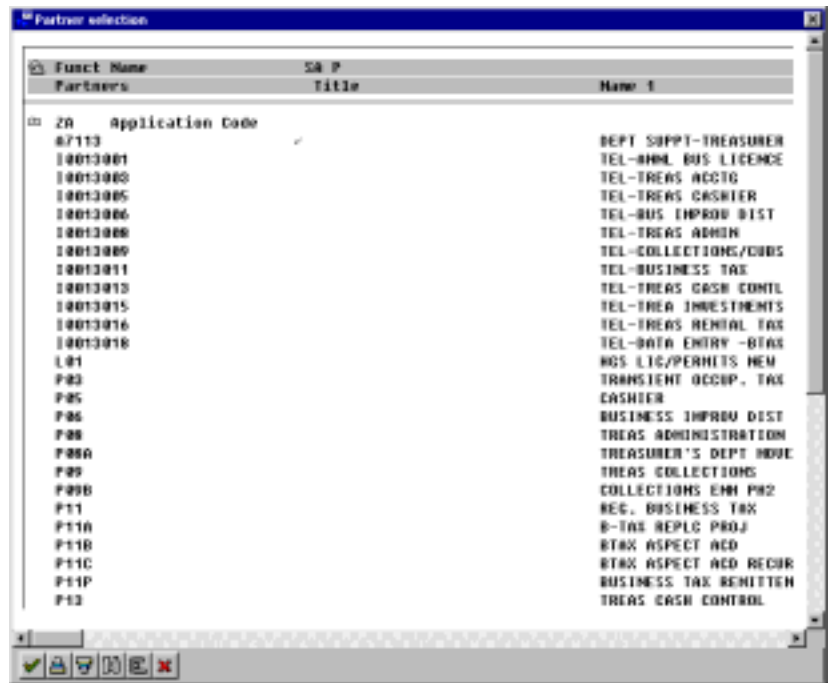 Partner selection
Funct Name SA P
Partners Title Name 1
ZA Application Code
A7113 DEPT SUPPT-TREASURER
I0013001 TEL-ANNL BUS LICENCE
I0013003 TEL-TREAS ACCTG
I0013005 TEL-TREAS CASHIER
I0013006 TEL-BUS IMPROV DIST
I0013008 TEL-TREAS ADMIN
I0013009 TEL-COLLECTIONS/CUBS
I0013011 TEL-BUSINESS TAX
I0013013 TEL-TREAS CASH CONTL
I0013015 TEL-TREA INVESTMENTS
I0013016 TEL-TREAS RENTAL TAX
I0013018 TEL-DATA ENTRY -BTAX
L01 LIC/PERMITS NEW
P03 TRANSIENT OCCUP. TAX
P05 CASHIER
P06 BUSINESS IMPROV DIST
P08 TREAS ADMINISTRATION
P08A TREASURER'S DEPT MOVE
P09 TREAS COLLECTIONS
P09B COLLECTIONS ENH PH2
P11 REG. BUSINESS TAX
P11A B-TAX REPLC PROJ
P11B BTAX ASPECT ACD
P11C BTAX ASPECT ACD RECUR
P11P BUSINESS TAX REMITTEN
P13 TREAS CASH CONTROL